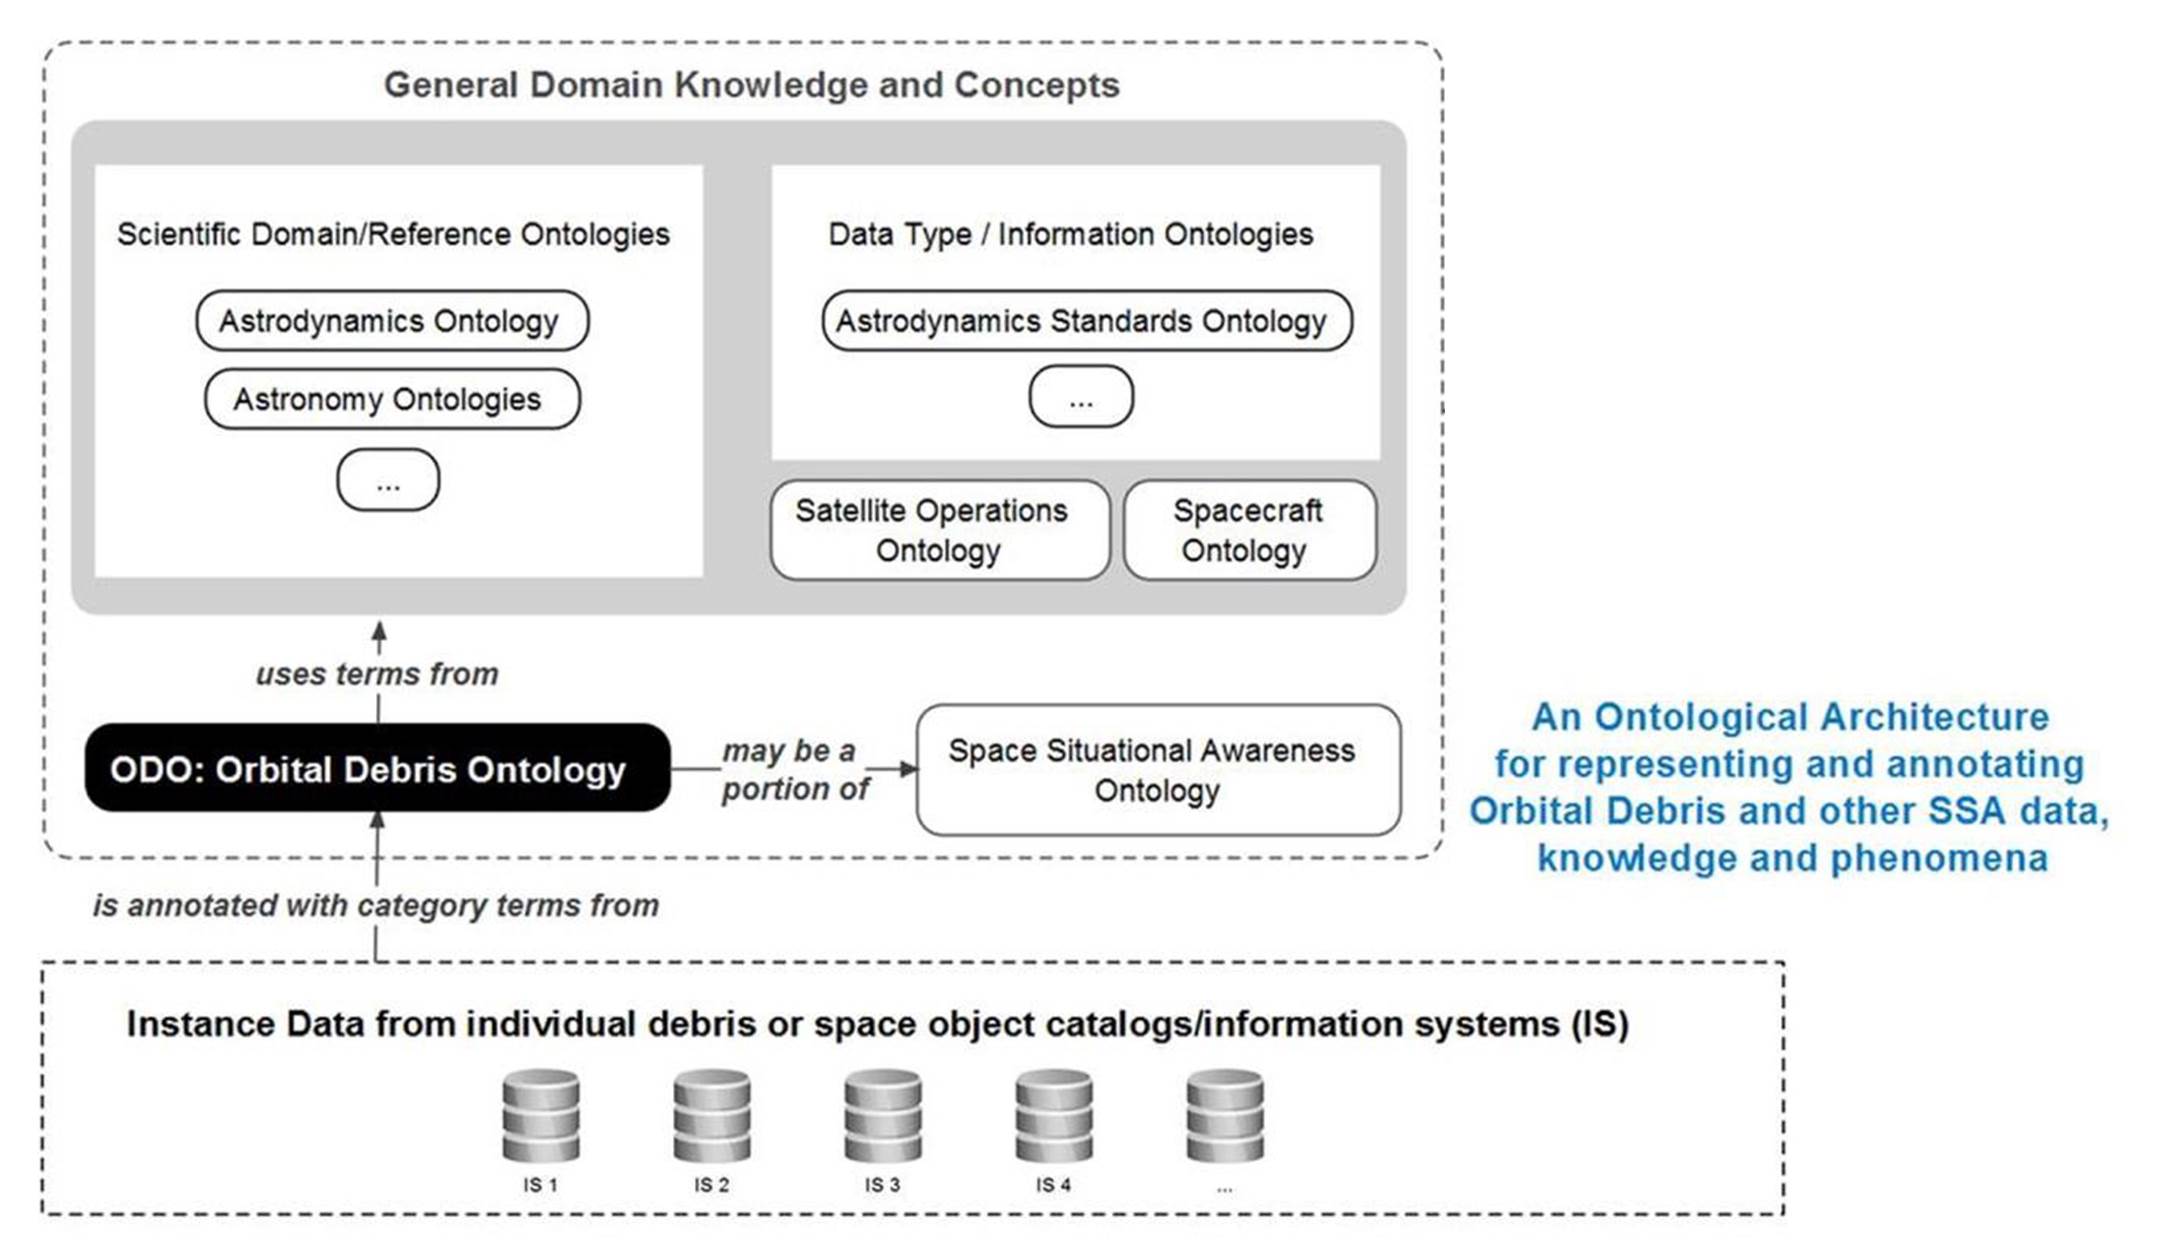 General Domain Knowledge and Concepts
Scientific Domain/Reference Ontologies
Astrodynamics Ontology
Astronomy Ontologies
...
Data Type / Information Ontologies
Astrodynamics Standards Ontology
...
Satellite Operations
Ontology
Spacecraft
Ontology
uses terms from
ODO: Orbital Debris Ontology
may be a
portion of
Space Situational Awareness
Ontology
An Ontological Architecture
for representing and annotating
Orbital Debris and other SSA data,
knowledge and phenomena
is annotated with category terms from
Instance Data from individual debris or space object catalogs/information systems (IS)
IS 1
IS 2
IS 3
IS 4
...